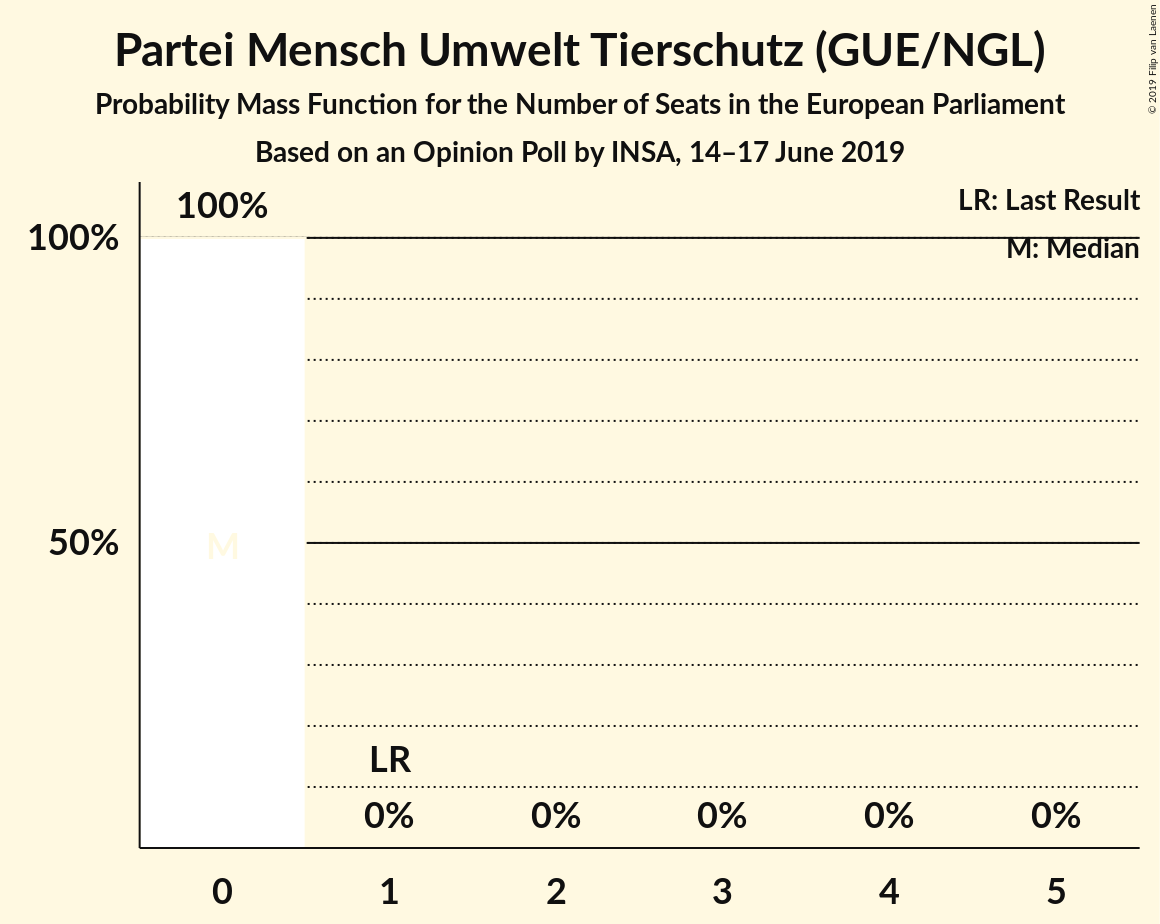 Partei Mensch Umwelt Tierschutz (GUE/NGL)
Probability Mass Function for the Number of Seats in the European Parliament
Based on an Opinion Poll by INSA, 14–17 June 2019
© 2019 Filip van Laenen
LR: Last Result
M: Median
100%
100%
50%
M
LR
0% 0% 0% 0% 0%
0 1 2 3 4 5